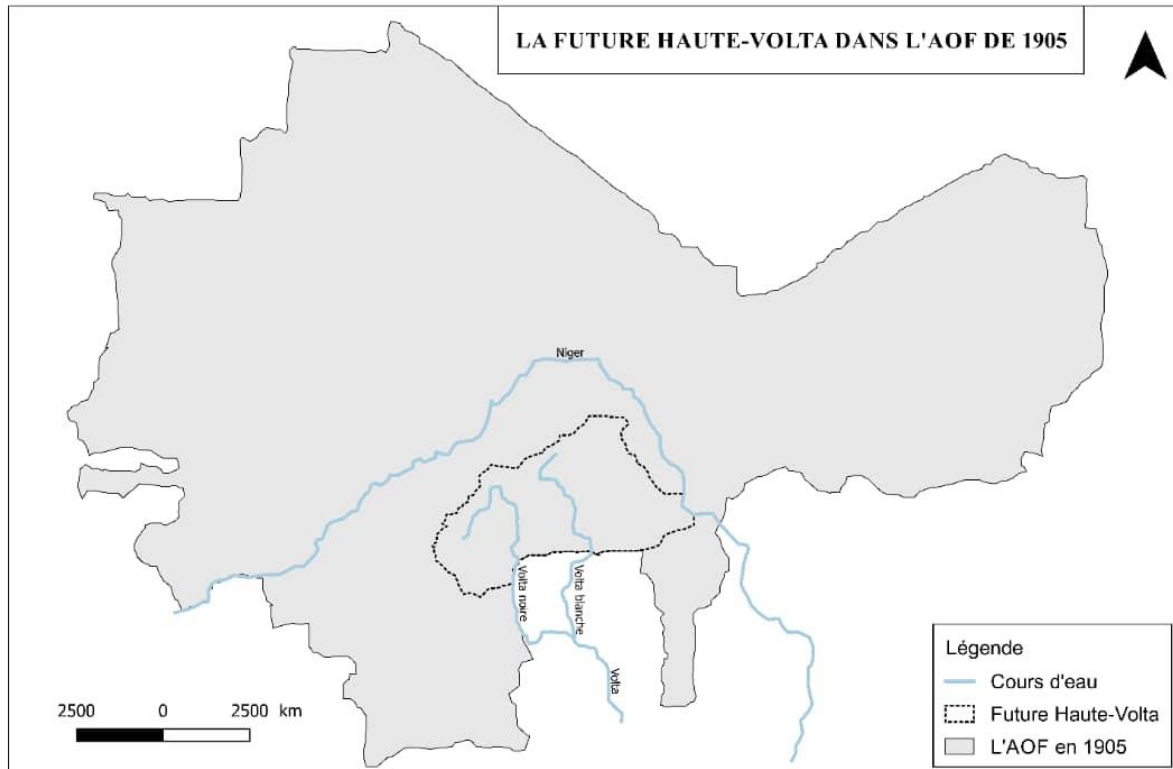 LA FUTURE HAUTE-VOLTA DANS L'AOF DE 1905
Niger
Volta noire
Volta blanche
Volta
2500 0 2500 km
Légende
Cours d'eau
Future Haute-Volta
L'AOF en 1905